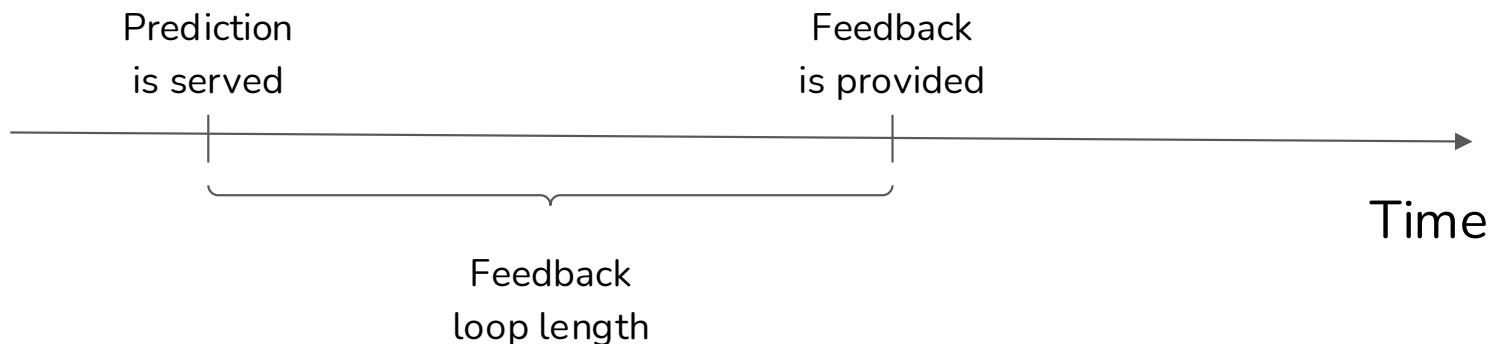 Prediction
is served
Feedback
is provided
Time
Feedback
loop length